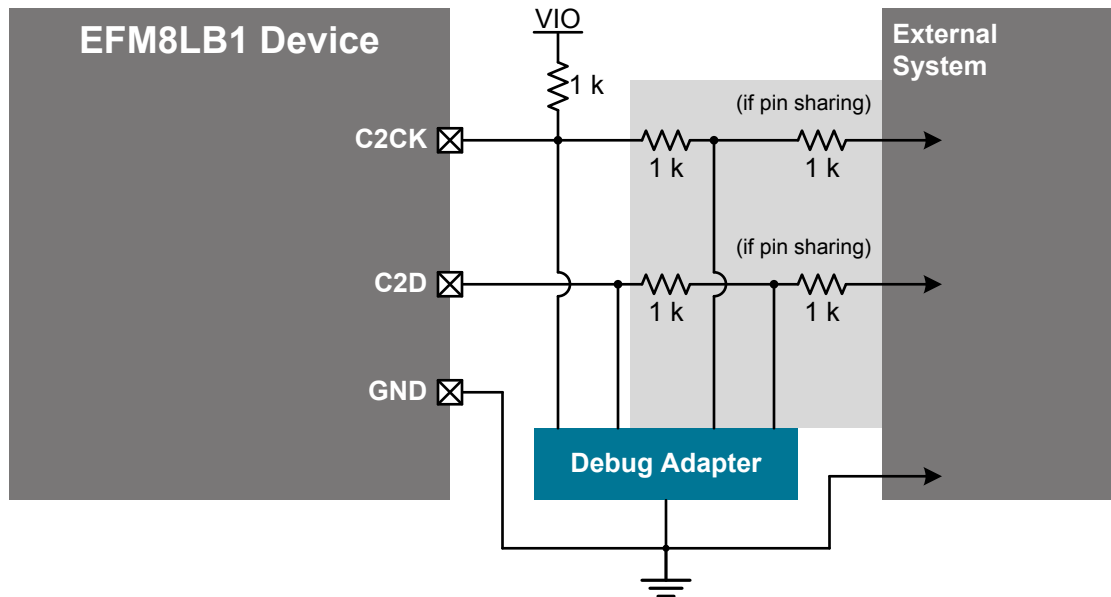 EFM8LB1 Device
VIO
External
System
1 k
(if pin sharing)
C2CK
1 k
1 k
(if pin sharing)
C2D
1 k
1 k
GND
Debug Adapter